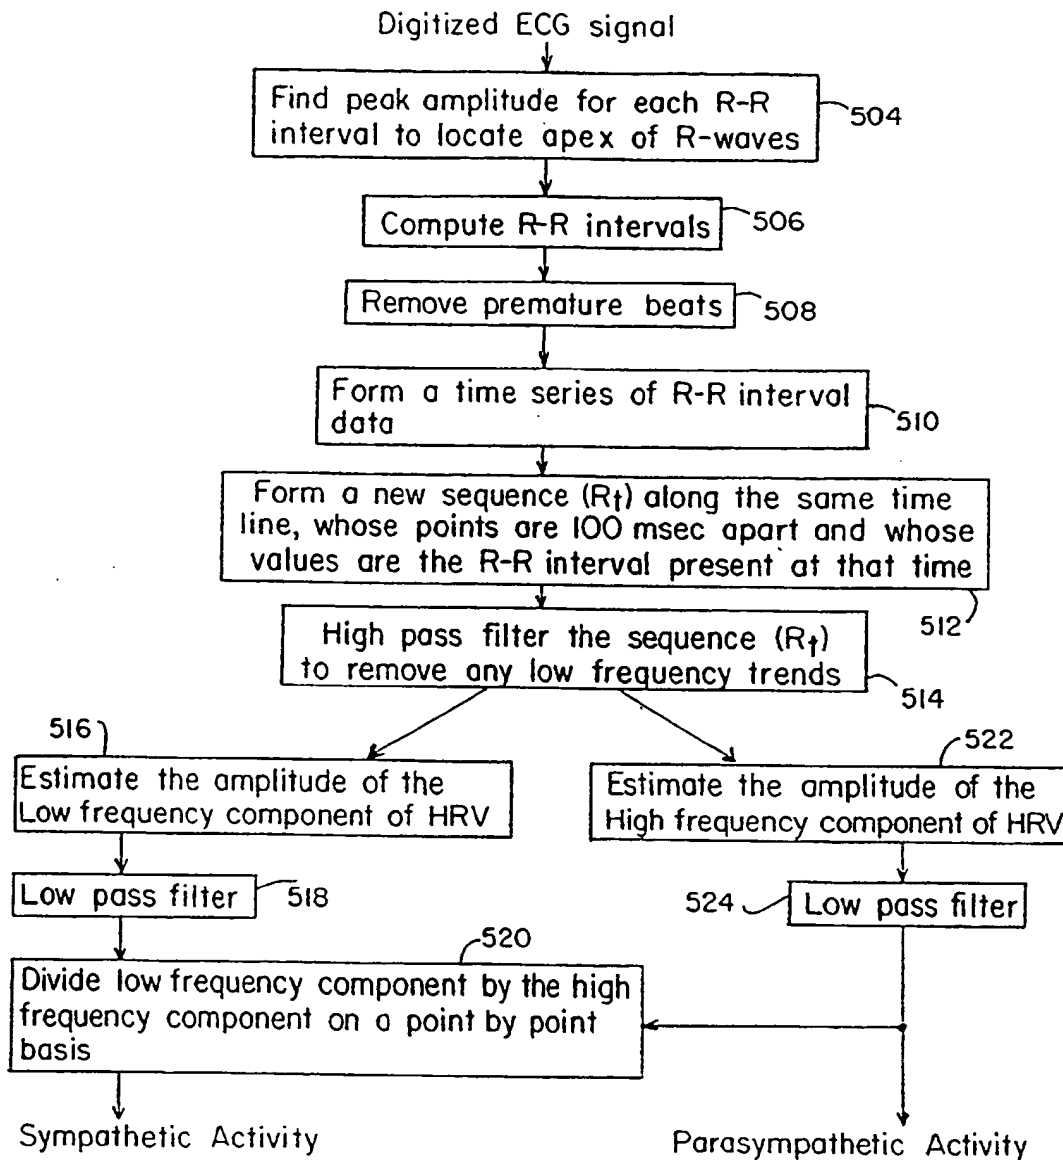 Digitized ECG signal
Find peak amplitude for each R-R
interval to locate apex of R-waves
504
Compute R-R intervals
506
Remove premature beats
508
Form a time series of R-R interval
data
510
Form a new sequence (Rt) along the same time
line, whose points are 100 msec apart and whose
values are the R-R interval present at that time
512
High pass filter the sequence (Rt)
to remove any low frequency trends
514
516
Estimate the amplitude of the
Low frequency component of HRV
522
Estimate the amplitude of the
High frequency component of HRV
Low pass filter
518
524
Low pass filter
520
Divide low frequency component by the high
frequency component on a point by point
basis
Sympathetic Activity
Parasympathetic Activity